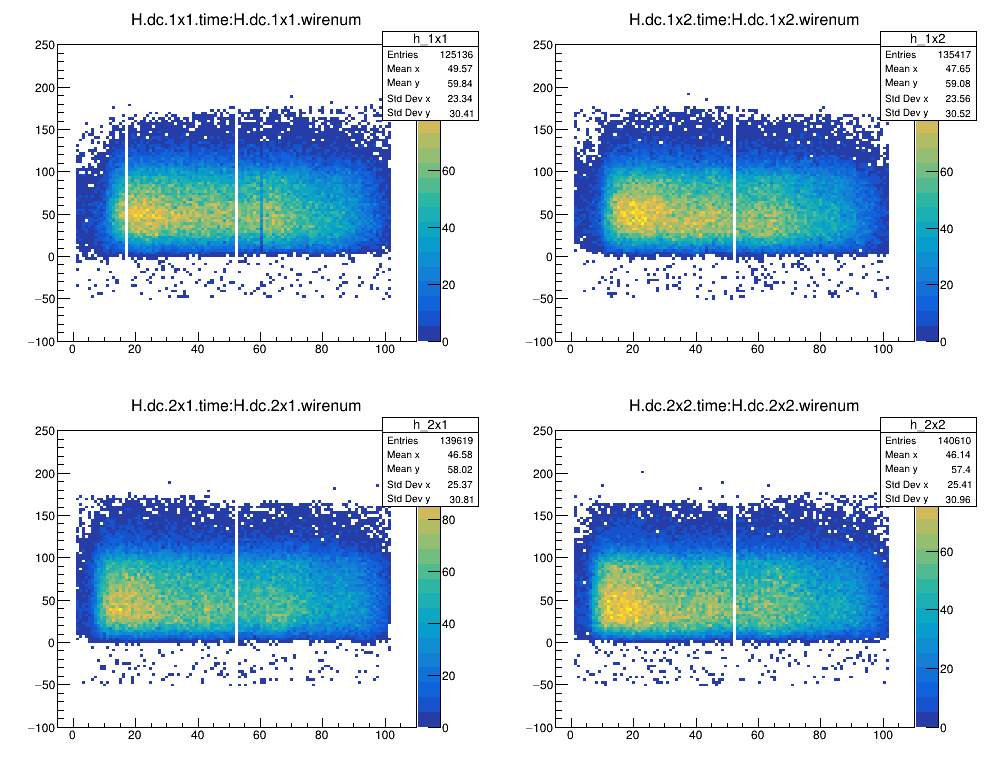 H.dc.1x1.time:H.dc.1x1.wirenum
h_1x1
Entries 125136
Mean x 49.57
Mean y 59.84
Std Dev x 23.34
Std Dev y 30.41
250
200
150
100
50
0
−50
−100
0 20 40 60 80 100
60
40
20
0
H.dc.1x2.time:H.dc.1x2.wirenum
h_1x2
Entries 135417
Mean x 47.65
Mean y 59.08
Std Dev x 23.56
Std Dev y 30.52
250
200
150
100
50
0
−50
−100
0 20 40 60 80 100
60
40
20
0
H.dc.2x1.time:H.dc.2x1.wirenum
h_2x1
Entries 139619
Mean x 46.58
Mean y 58.02
Std Dev x 25.37
Std Dev y 30.81
250
200
150
100
50
0
−50
−100
0 20 40 60 80 100
80
60
40
20
0
H.dc.2x2.time:H.dc.2x2.wirenum
h_2x2
Entries 140610
Mean x 46.14
Mean y 57.4
Std Dev x 25.41
Std Dev y 30.96
250
200
150
100
50
0
−50
−100
0 20 40 60 80 100
60
40
20
0